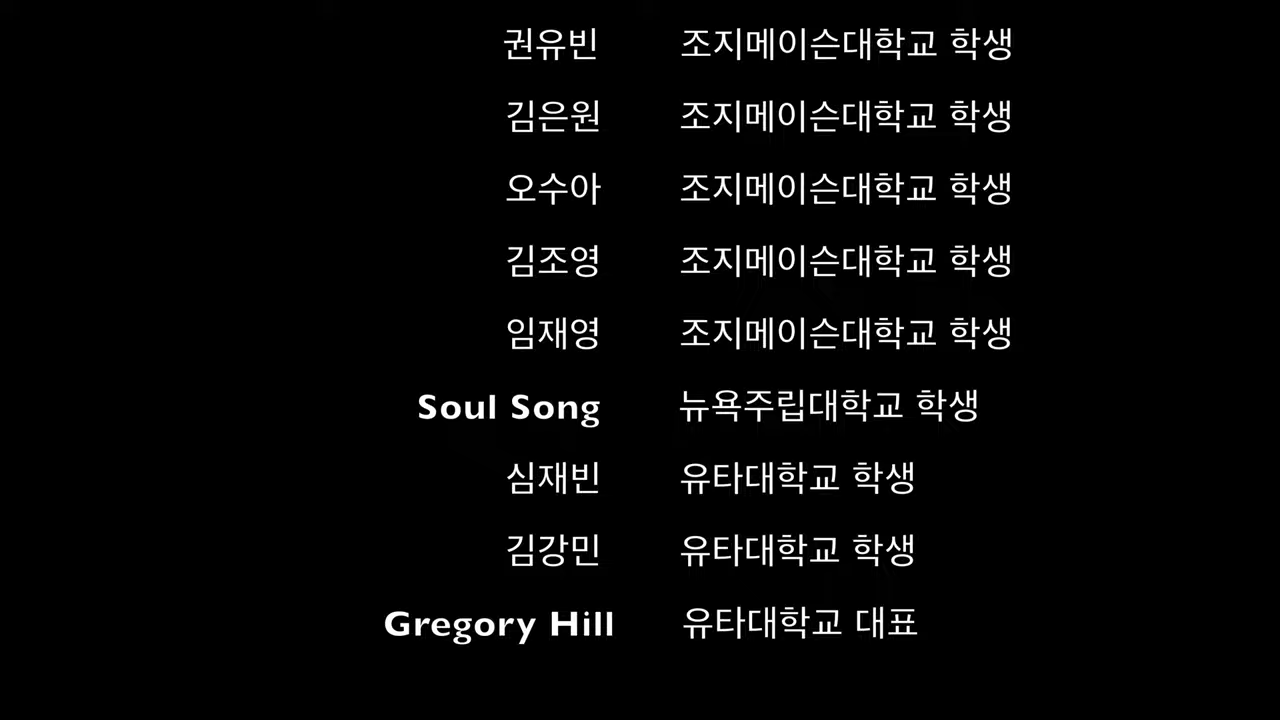 권유빈 조지메이슨대학교 학생
김은원 조지메이슨대학교 학생
오수아 조지메이슨대학교 학생
김조영 조지메이슨대학교 학생
임재영 조지메이슨대학교 학생
Soul Song 뉴욕주립대학교 학생
심재빈 유타대학교 학생
김강민 유타대학교 학생
Gregory Hill 유타대학교 대표